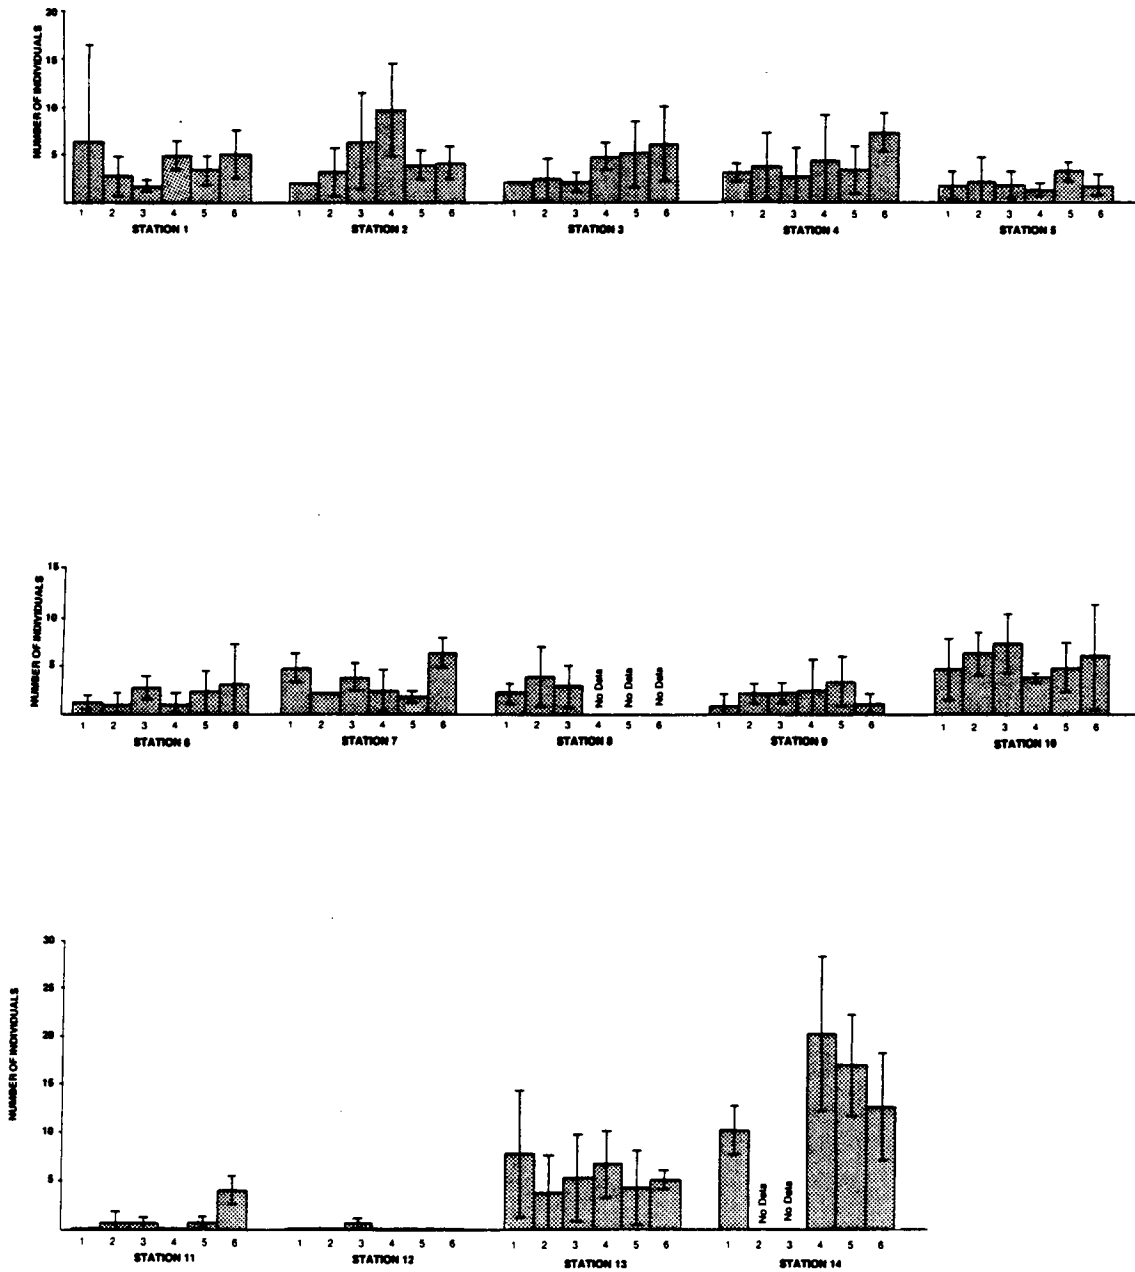 20
15
10
5
NUMBER OF INDIVIDUALS
1 2 3 4 5 6 1 2 3 4 5 6 1 2 3 4 5 6 1 2 3 4 5 6 1 2 3 4 5 6
STATION 1 STATION 2 STATION 3 STATION 4 STATION 5
15
10
5
NUMBER OF INDIVIDUALS
No Data No Data No Data
1 2 3 4 5 6 1 2 3 4 5 6 1 2 3 4 5 6 1 2 3 4 5 6 1 2 3 4 5 6
STATION 6 STATION 7 STATION 8 STATION 9 STATION 10
30
25
20
15
10
5
NUMBER OF INDIVIDUALS
No Data No Data
1 2 3 4 5 6 1 2 3 4 5 6 1 2 3 4 5 6 1 2 3 4 5 6
STATION 11 STATION 12 STATION 13 STATION 14